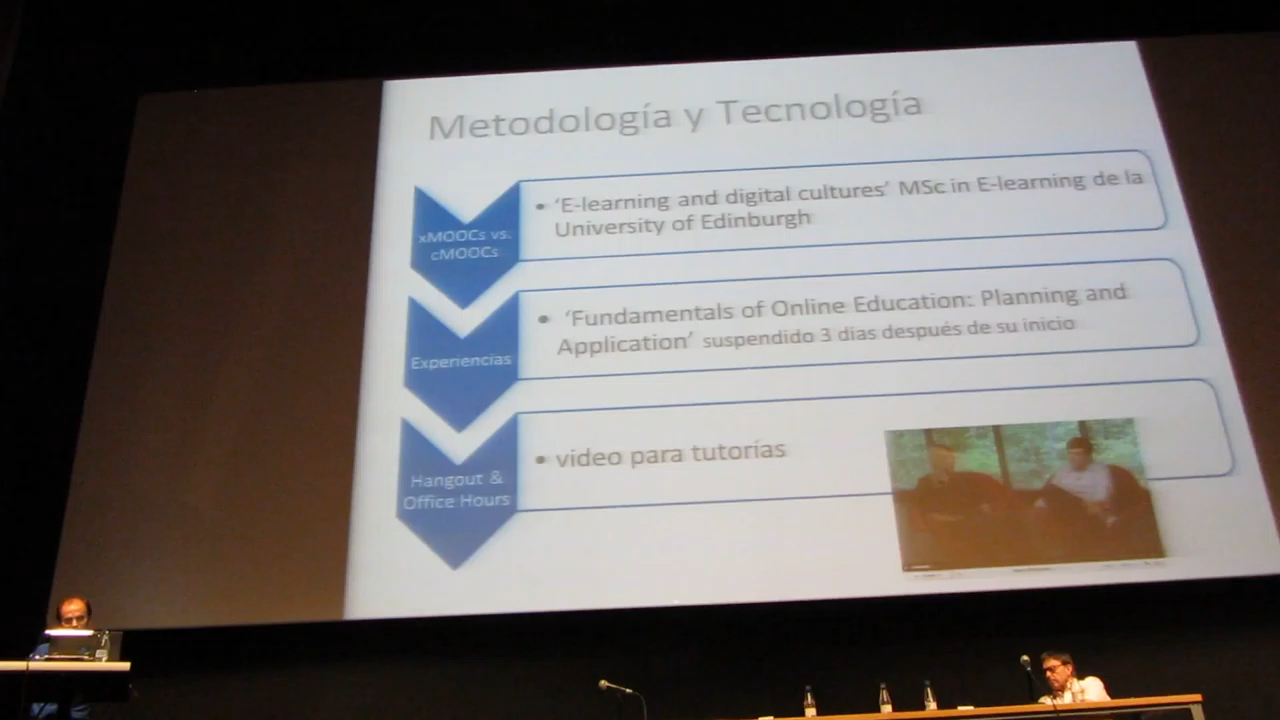 Metodología y Tecnología
xMOOCs vs.
cMOOCs
• 'E-learning and digital cultures' MSc in E-learning de la
University of Edinburgh
Experiencias
• 'Fundamentals of Online Education: Planning and
Application' suspendido 3 dias después de su inicio
Hangout &
Office Hours
• video para tutorías